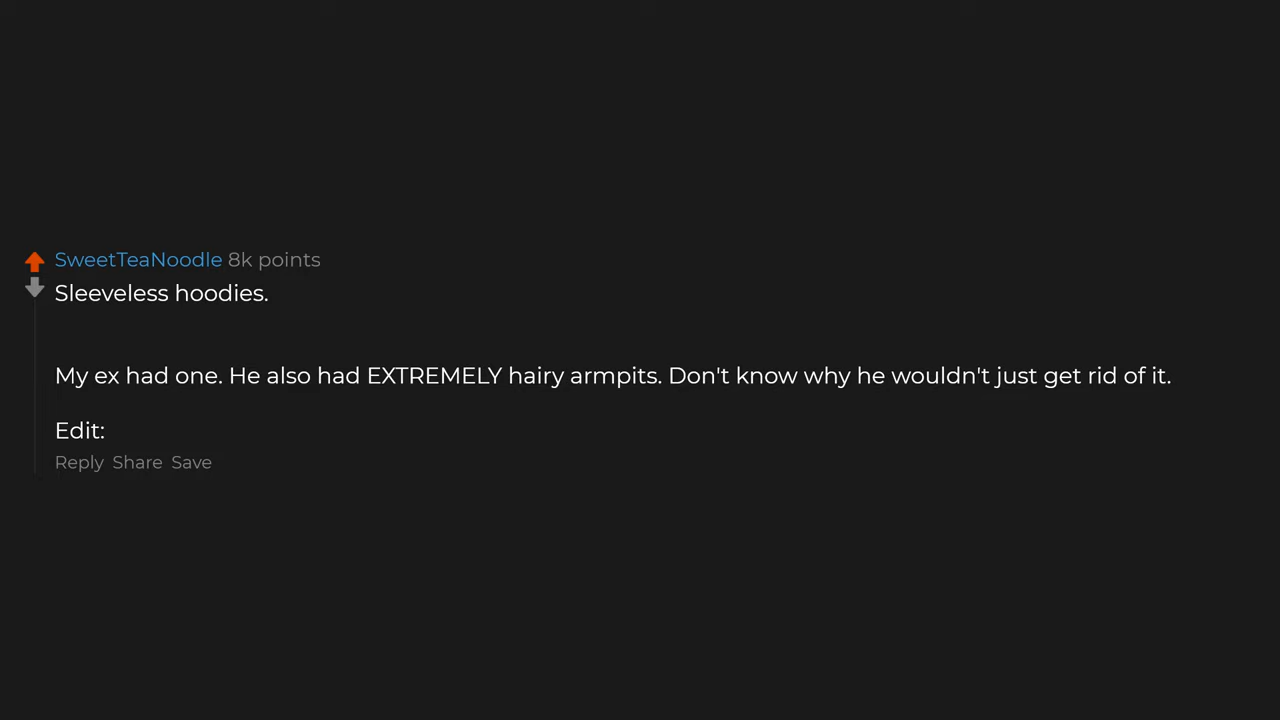 SweetTeaNoodle 8k points
Sleeveless hoodies.
My ex had one. He also had EXTREMELY hairy armpits. Don't know why he wouldn't just get rid of it.
Edit:
Reply Share Save